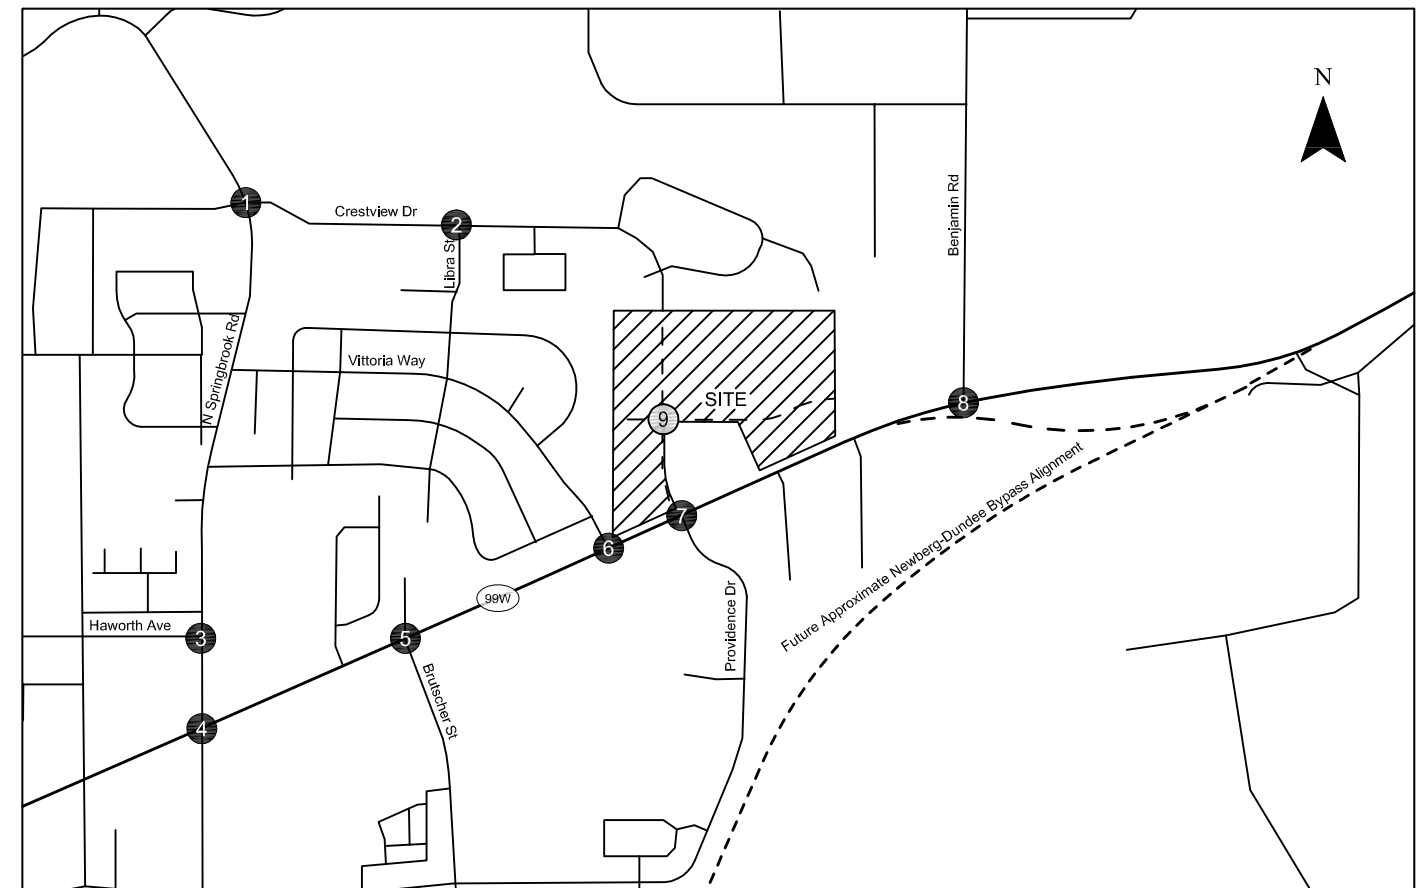 N
1
Crestview Dr
2
Libra St
Benjamin Rd
N Springbrook Rd
Vittoria Way
SITE
9
8
7
6
99W
Future Approximate Newberg-Dundee Bypass Alignment
Haworth Ave
3
5
Providence Dr
Brutscher St
4